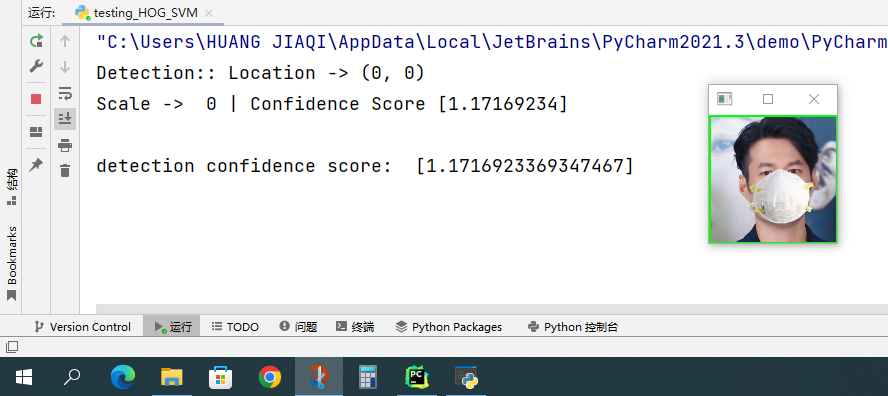 运行: testing_HOG_SVM
"C:\Users\HUANG JIAQI\AppData\Local\JetBrains\PyCharm2021.3\demo\PyCharm
Detection:: Location -> (0, 0)
Scale ->  0 | Confidence Score [1.17169234]
detection confidence score:  [1.1716923369347467]
结构
Bookmarks
Version Control 运行 TODO 问题 终端 Python Packages Python 控制台
PC